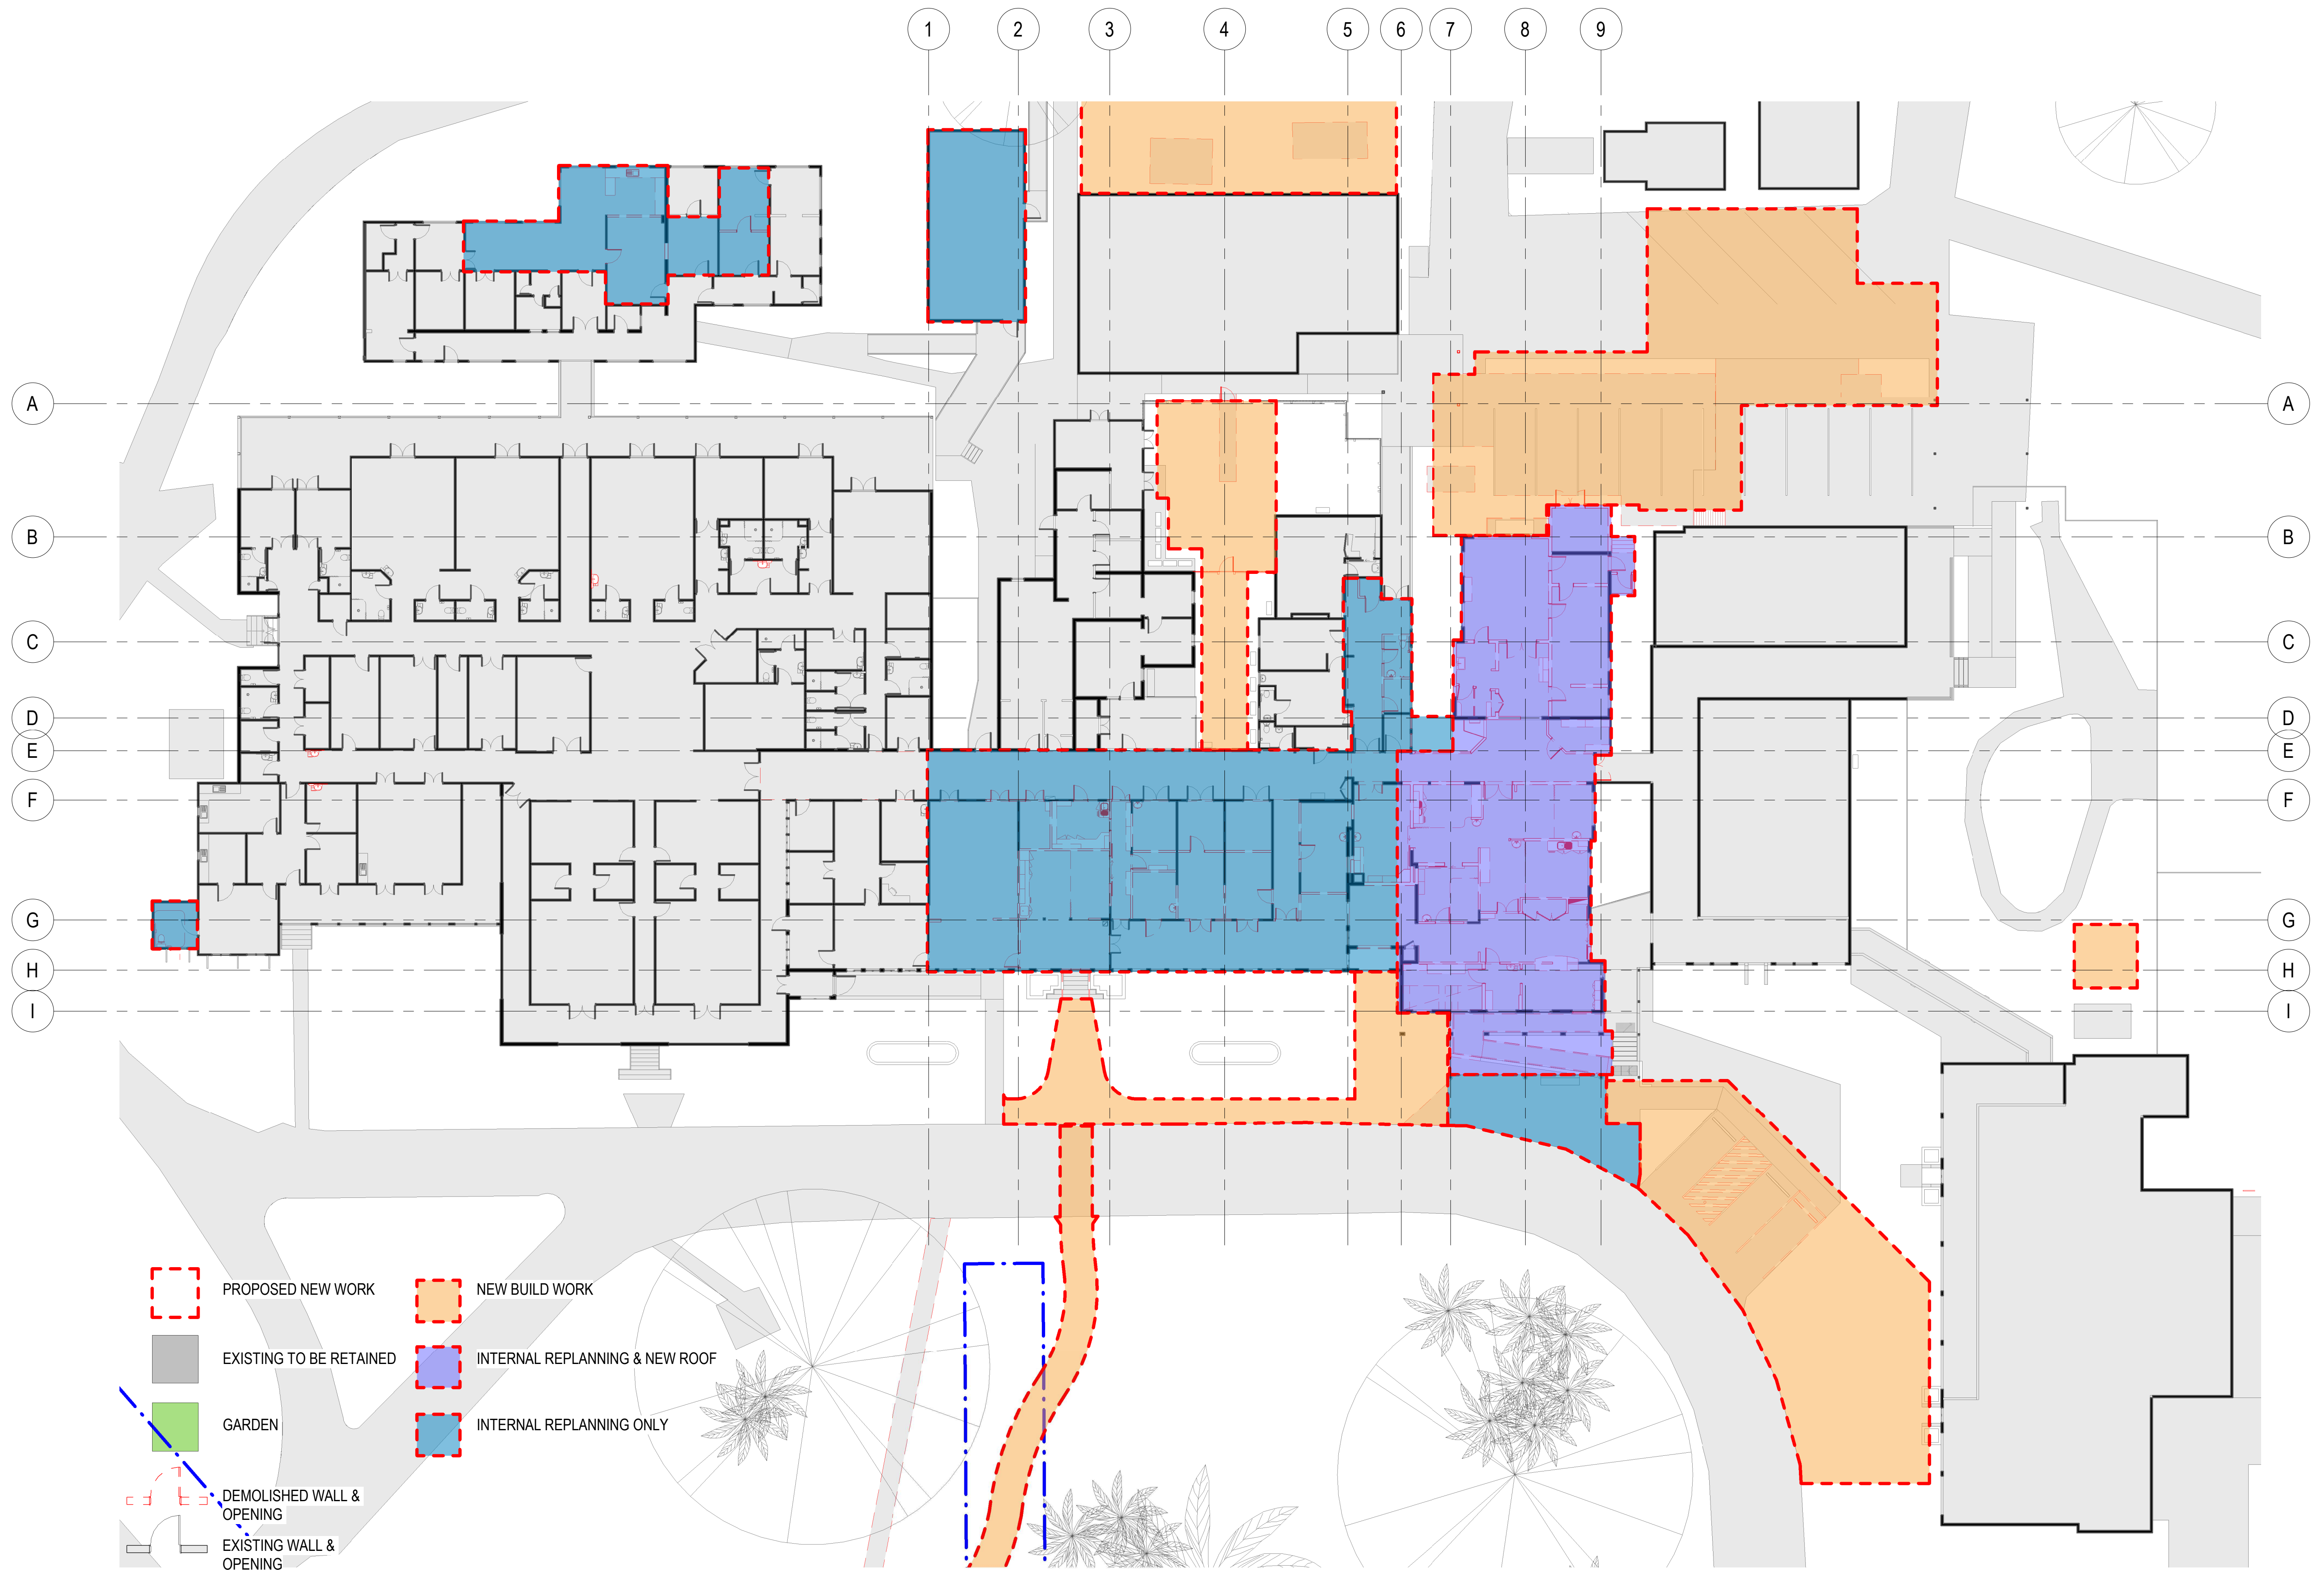 1 2 3 4 5 6 7 8 9
A A
B B
C C
D D
E E
F F
G G
H H
I I
PROPOSED NEW WORK
NEW BUILD WORK
EXISTING TO BE RETAINED
INTERNAL REPLANNING & NEW ROOF
GARDEN
INTERNAL REPLANNING ONLY
DEMOLISHED WALL &
OPENING
EXISTING WALL &
OPENING